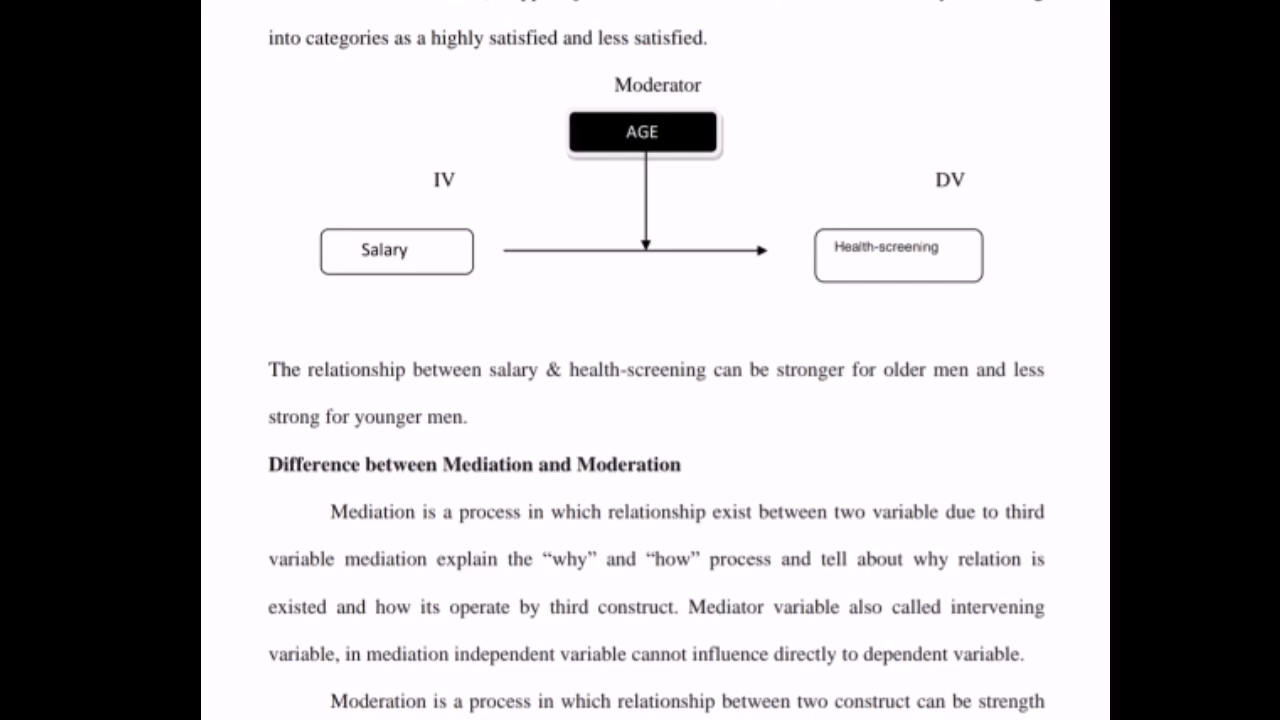 into categories as a highly satisfied and less satisfied.
Moderator
AGE
IV
DV
Salary
Health-screening
The relationship between salary & health-screening can be stronger for older men and less
strong for younger men.
Difference between Mediation and Moderation
Mediation is a process in which relationship exist between two variable due to third
variable mediation explain the “why” and “how” process and tell about why relation is
existed and how its operate by third construct. Mediator variable also called intervening
variable, in mediation independent variable cannot influence directly to dependent variable.
Moderation is a process in which relationship between two construct can be strength